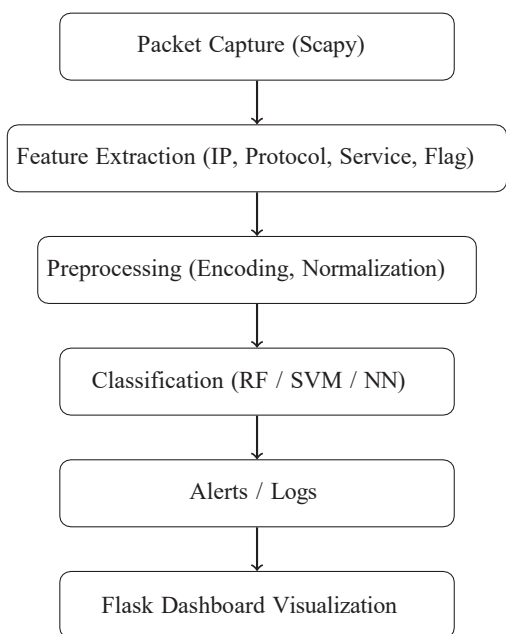 Packet Capture (Scapy)
Feature Extraction (IP, Protocol, Service, Flag)
Preprocessing (Encoding, Normalization)
Classification (RF / SVM / NN)
Alerts / Logs
Flask Dashboard Visualization